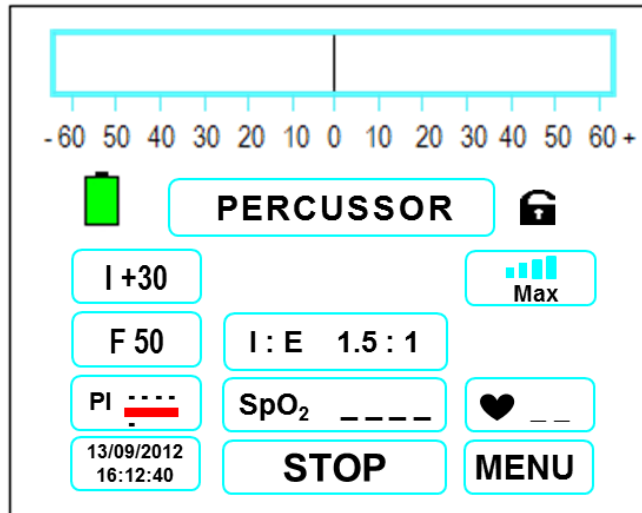 - 60 50 40 30 20 10 0 10 20 30 40 50 60 +
PERCUSSOR
I +30
Max
F 50
I : E 1.5 : 1
PI - - - -
-
SpO₂ _ _ _ _
_ _
13/09/2012
16:12:40
STOP
MENU